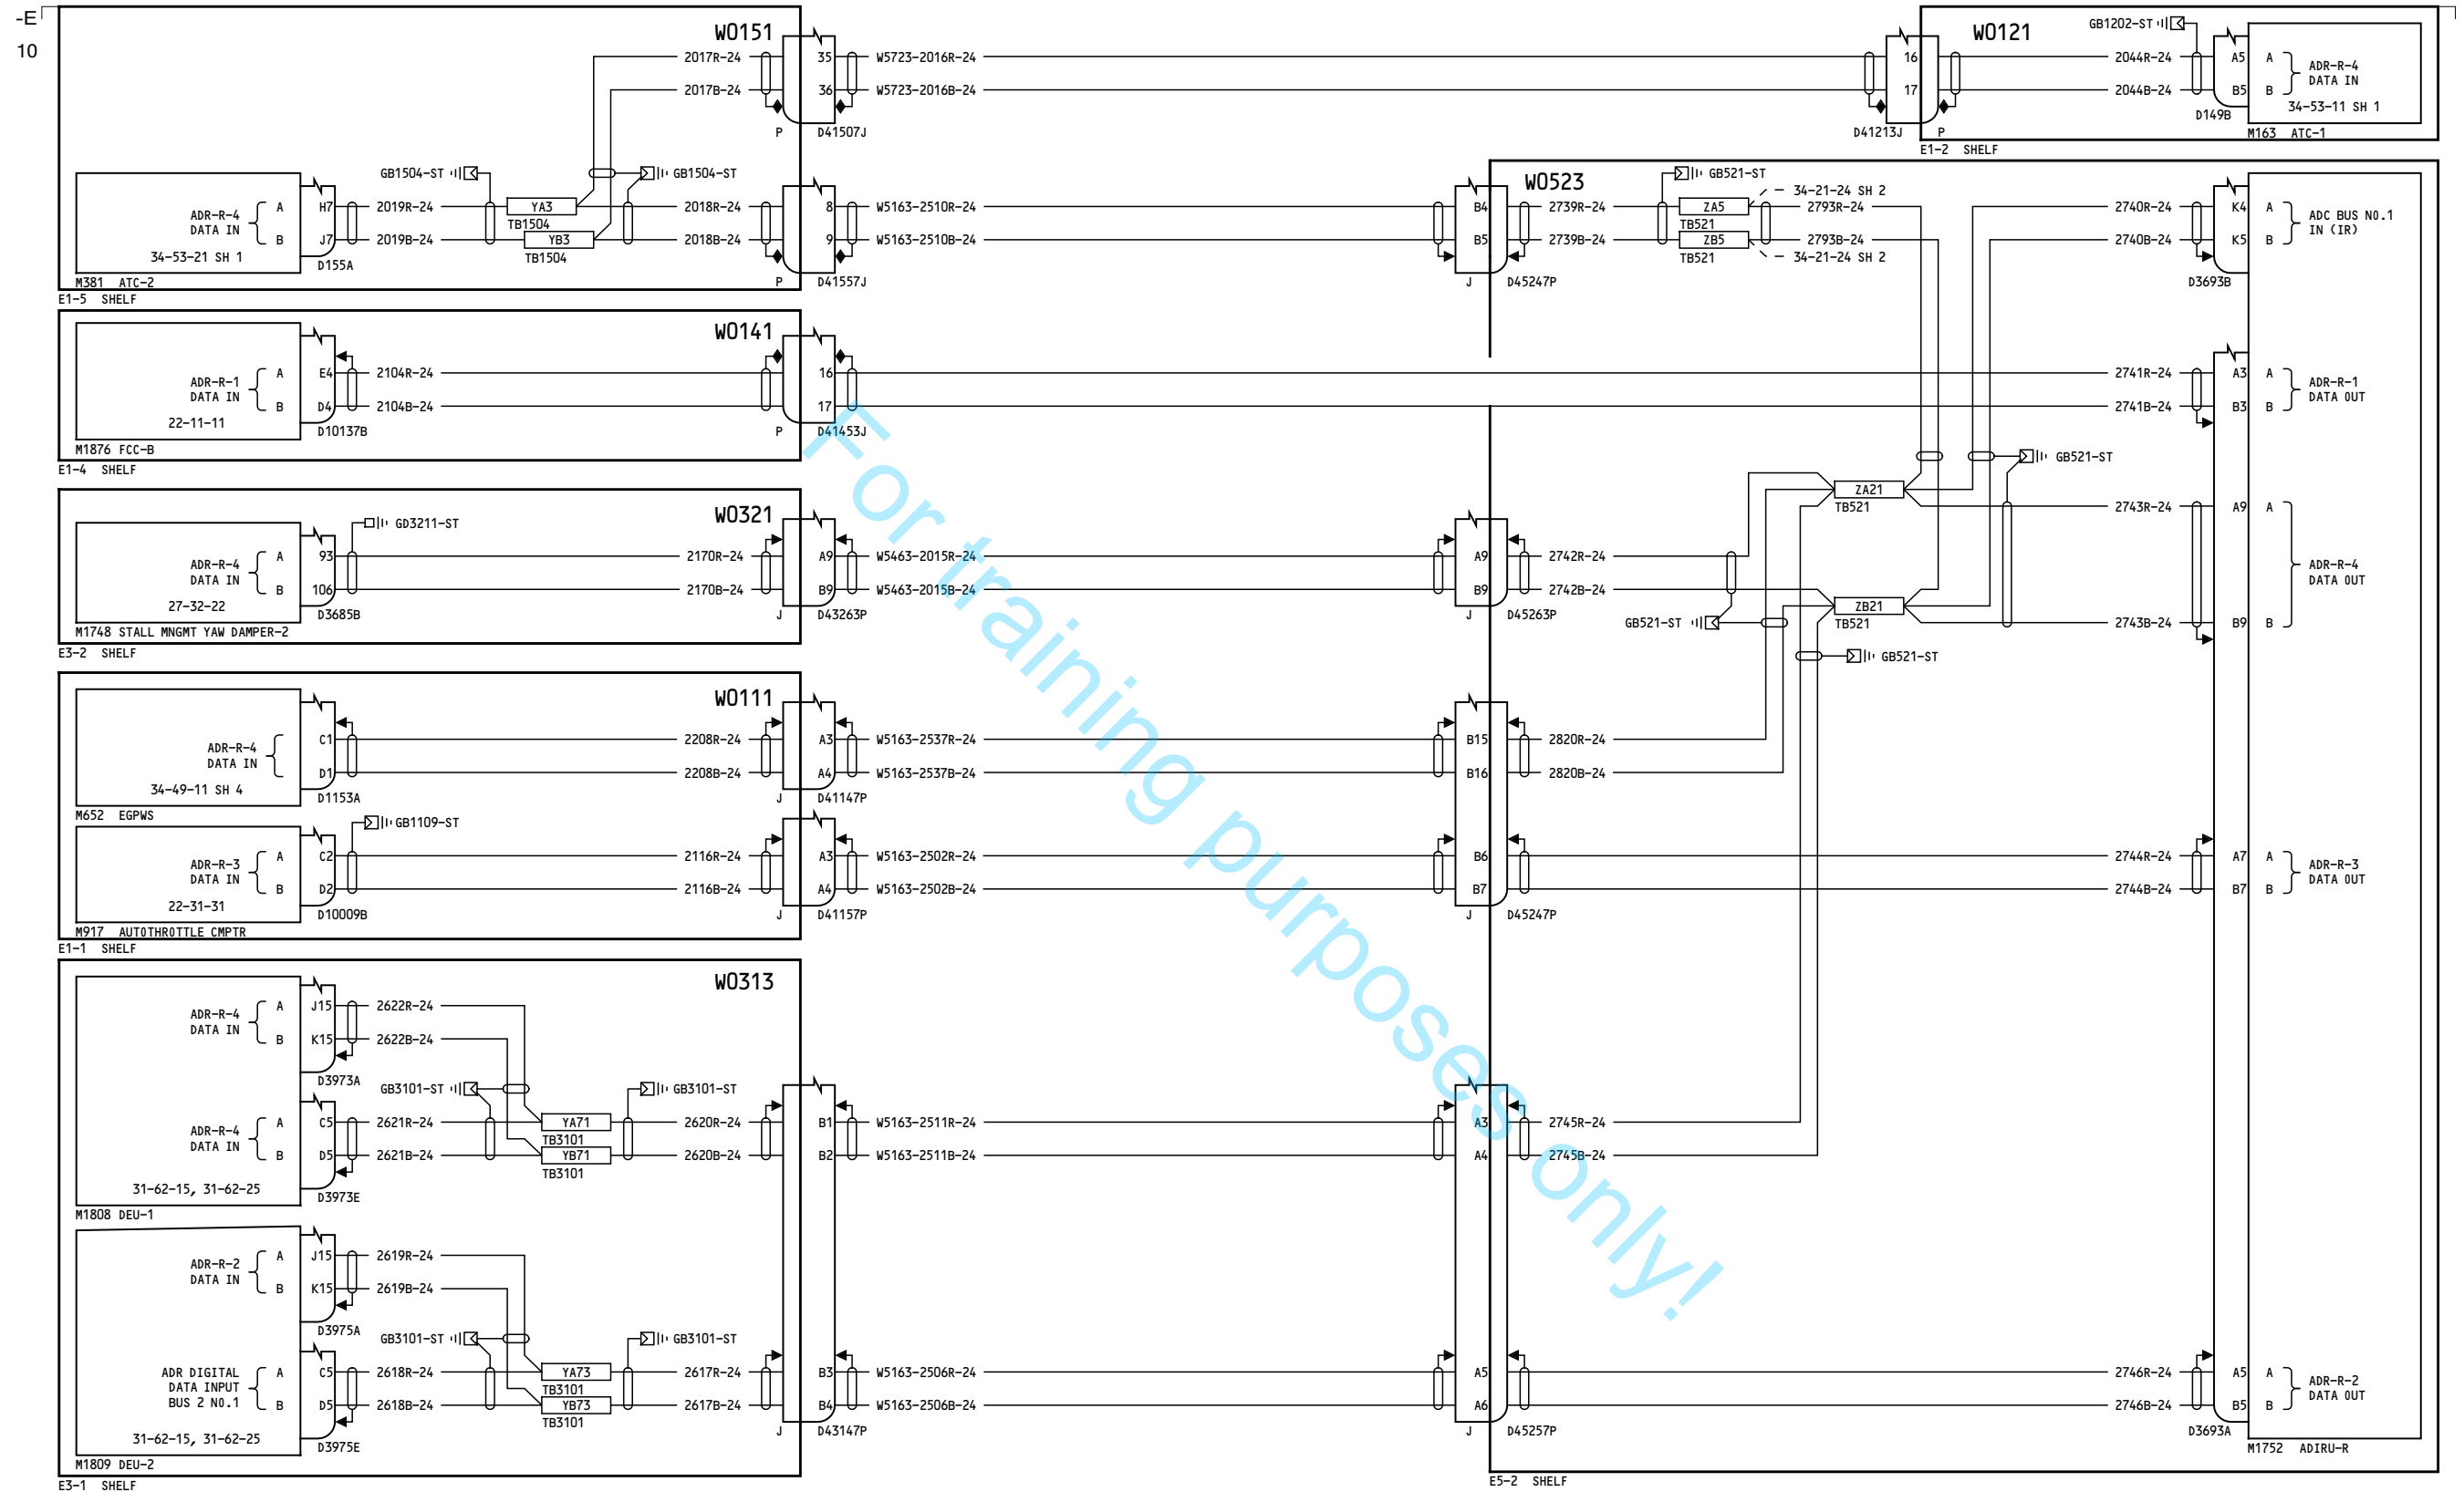 -E
10
W0151
2017R-24
2017B-24
35
36
P
D41507J
W5723-2016R-24
W5723-2016B-24
16
17
D41213J
P
W0121
GB1202-ST
2044R-24
2044B-24
A5
B5
D149B
A
B
ADR-R-4
DATA IN
34-53-11 SH 1
M163 ATC-1
E1-2 SHELF
ADR-R-4
DATA IN
A
B
34-53-21 SH 1
M381 ATC-2
E1-5 SHELF
H7
J7
D155A
2019R-24
2019B-24
GB1504-ST
YA3
TB1504
YB3
TB1504
GB1504-ST
2018R-24
2018B-24
8
9
P
D41557J
W5163-2510R-24
W5163-2510B-24
B4
B5
J
D45247P
W0523
2739R-24
2739B-24
GB521-ST
ZA5
TB521
ZB5
TB521
34-21-24 SH 2
2793R-24
2793B-24
34-21-24 SH 2
2740R-24
2740B-24
K4
K5
D3693B
A
B
ADC BUS NO.1
IN (IR)
W0141
ADR-R-1
DATA IN
A
B
22-11-11
M1876 FCC-B
E1-4 SHELF
E4
D4
D10137B
2104R-24
2104B-24
16
17
P
D41453J
2741R-24
2741B-24
A3
B3
A
B
ADR-R-1
DATA OUT
W0321
ADR-R-4
DATA IN
A
B
27-32-22
M1748 STALL MNGMT YAW DAMPER-2
E3-2 SHELF
93
106
D3685B
GD3211-ST
2170R-24
2170B-24
A9
B9
J
D43263P
W5463-2015R-24
W5463-2015B-24
A9
B9
J
D45263P
2742R-24
2742B-24
GB521-ST
ZA21
TB521
ZB21
TB521
GB521-ST
GB521-ST
2743R-24
2743B-24
A9
B9
A
B
ADR-R-4
DATA OUT
W0111
ADR-R-4
DATA IN
34-49-11 SH 4
M652 EGPWS
C1
D1
D1153A
2208R-24
2208B-24
A3
A4
J
D41147P
W5163-2537R-24
W5163-2537B-24
B15
B16
2820R-24
2820B-24
ADR-R-3
DATA IN
A
B
22-31-31
M917 AUTOTHROTTLE CMPTR
E1-1 SHELF
C2
D2
D10009B
GB1109-ST
2116R-24
2116B-24
A3
A4
J
D41157P
W5163-2502R-24
W5163-2502B-24
B6
B7
J
D45247P
2744R-24
2744B-24
A7
B7
A
B
ADR-R-3
DATA OUT
W0313
ADR-R-4
DATA IN
A
B
J15
K15
D3973A
2622R-24
2622B-24
ADR-R-4
DATA IN
A
B
31-62-15, 31-62-25
M1808 DEU-1
C5
D5
D3973E
2621R-24
2621B-24
GB3101-ST
YA71
TB3101
YB71
TB3101
GB3101-ST
2620R-24
2620B-24
B1
B2
W5163-2511R-24
W5163-2511B-24
A3
A4
2745R-24
2745B-24
ADR-R-2
DATA IN
A
B
J15
K15
D3975A
2619R-24
2619B-24
ADR DIGITAL
DATA INPUT
BUS 2 NO.1
A
B
31-62-15, 31-62-25
M1809 DEU-2
E3-1 SHELF
C5
D5
D3975E
2618R-24
2618B-24
GB3101-ST
YA73
TB3101
YB73
TB3101
GB3101-ST
2617R-24
2617B-24
B3
B4
J
D43147P
W5163-2506R-24
W5163-2506B-24
A5
A6
J
D45257P
E5-2 SHELF
2746R-24
2746B-24
A5
B5
D3693A
A
B
ADR-R-2
DATA OUT
M1752 ADIRU-R
For training purposes only!